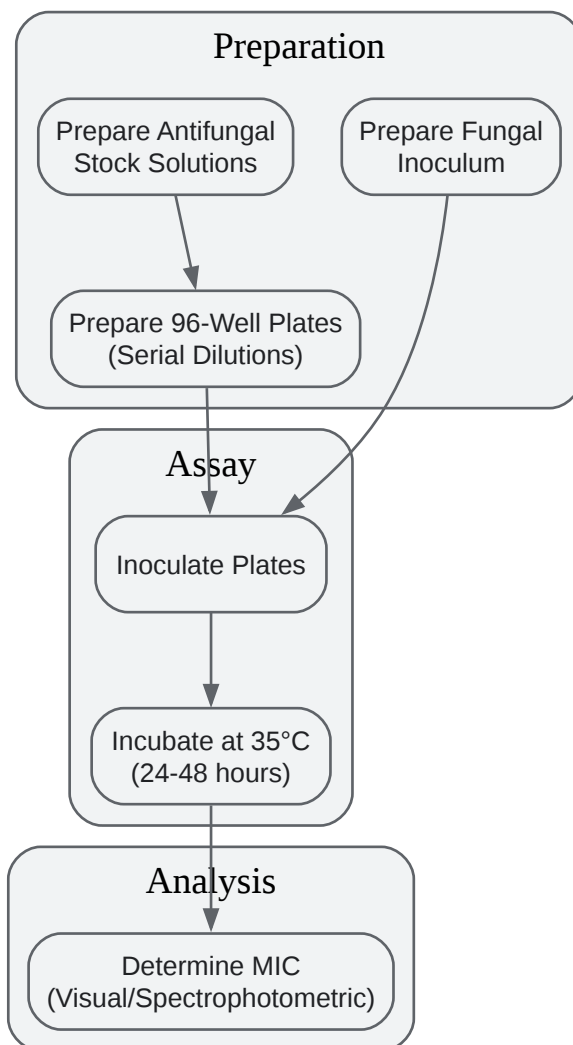 Preparation
Prepare Antifungal
Stock Solutions
Prepare Fungal
Inoculum
Prepare 96-Well Plates
(Serial Dilutions)
Assay
Inoculate Plates
Incubate at 35°C
(24-48 hours)
Analysis
Determine MIC
(Visual/Spectrophotometric)